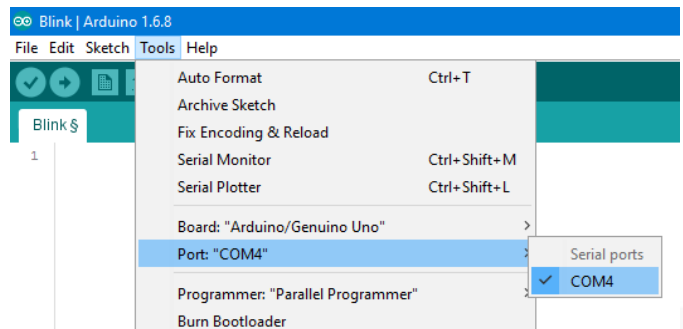 Blink | Arduino 1.6.8
File Edit Sketch Tools Help
Auto Format Ctrl+T
Archive Sketch
Blink §
Fix Encoding & Reload
1
Serial Monitor Ctrl+Shift+M
Serial Plotter Ctrl+Shift+L
Board: "Arduino/Genuino Uno"
Port: "COM4"
Serial ports
COM4
Programmer: "Parallel Programmer"
Burn Bootloader